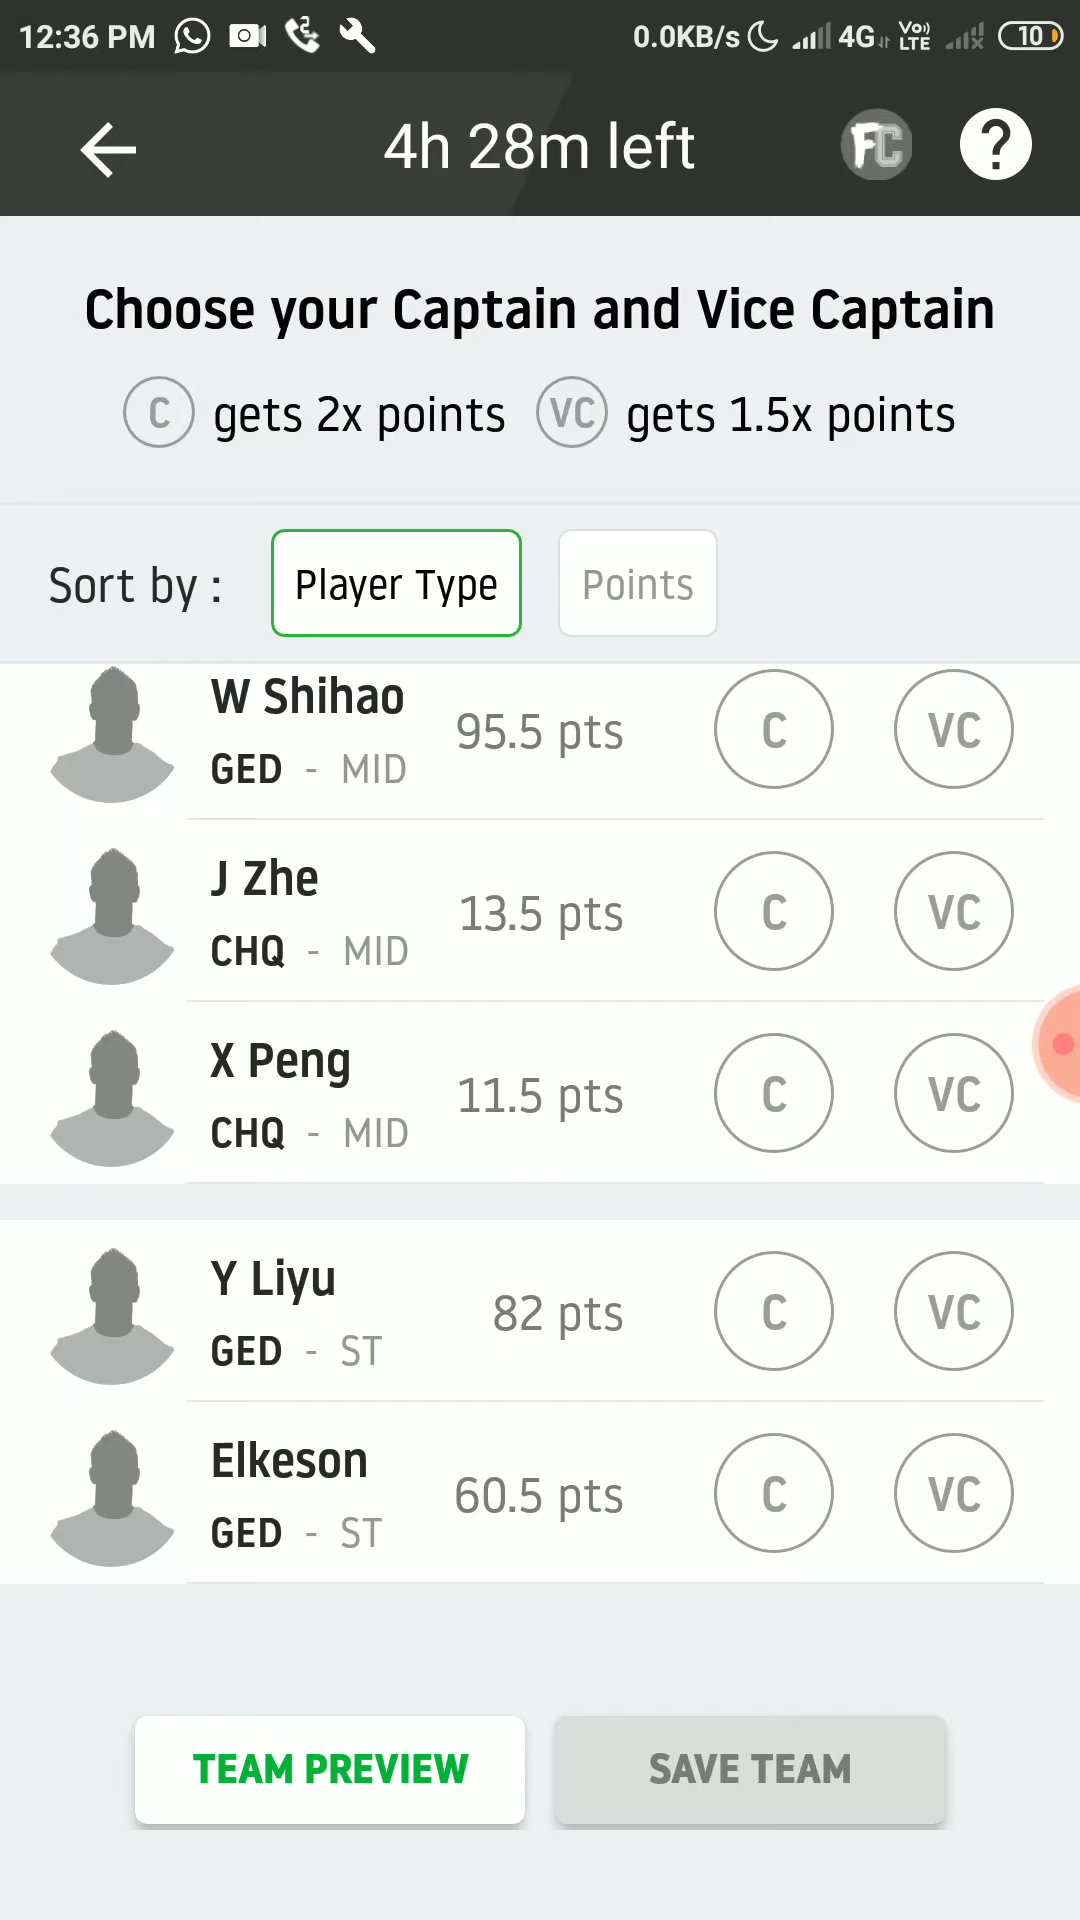 12:36 PM 0.0KB/s 4G Vo)) LTE 10
4h 28m left FC ?
Choose your Captain and Vice Captain
C gets 2x points VC gets 1.5x points
Sort by : Player Type Points
W Shihao
GED - MID 95.5 pts C VC
J Zhe
CHQ - MID 13.5 pts C VC
X Peng
CHQ - MID 11.5 pts C VC
Y Liyu
GED - ST 82 pts C VC
Elkeson
GED - ST 60.5 pts C VC
TEAM PREVIEW SAVE TEAM